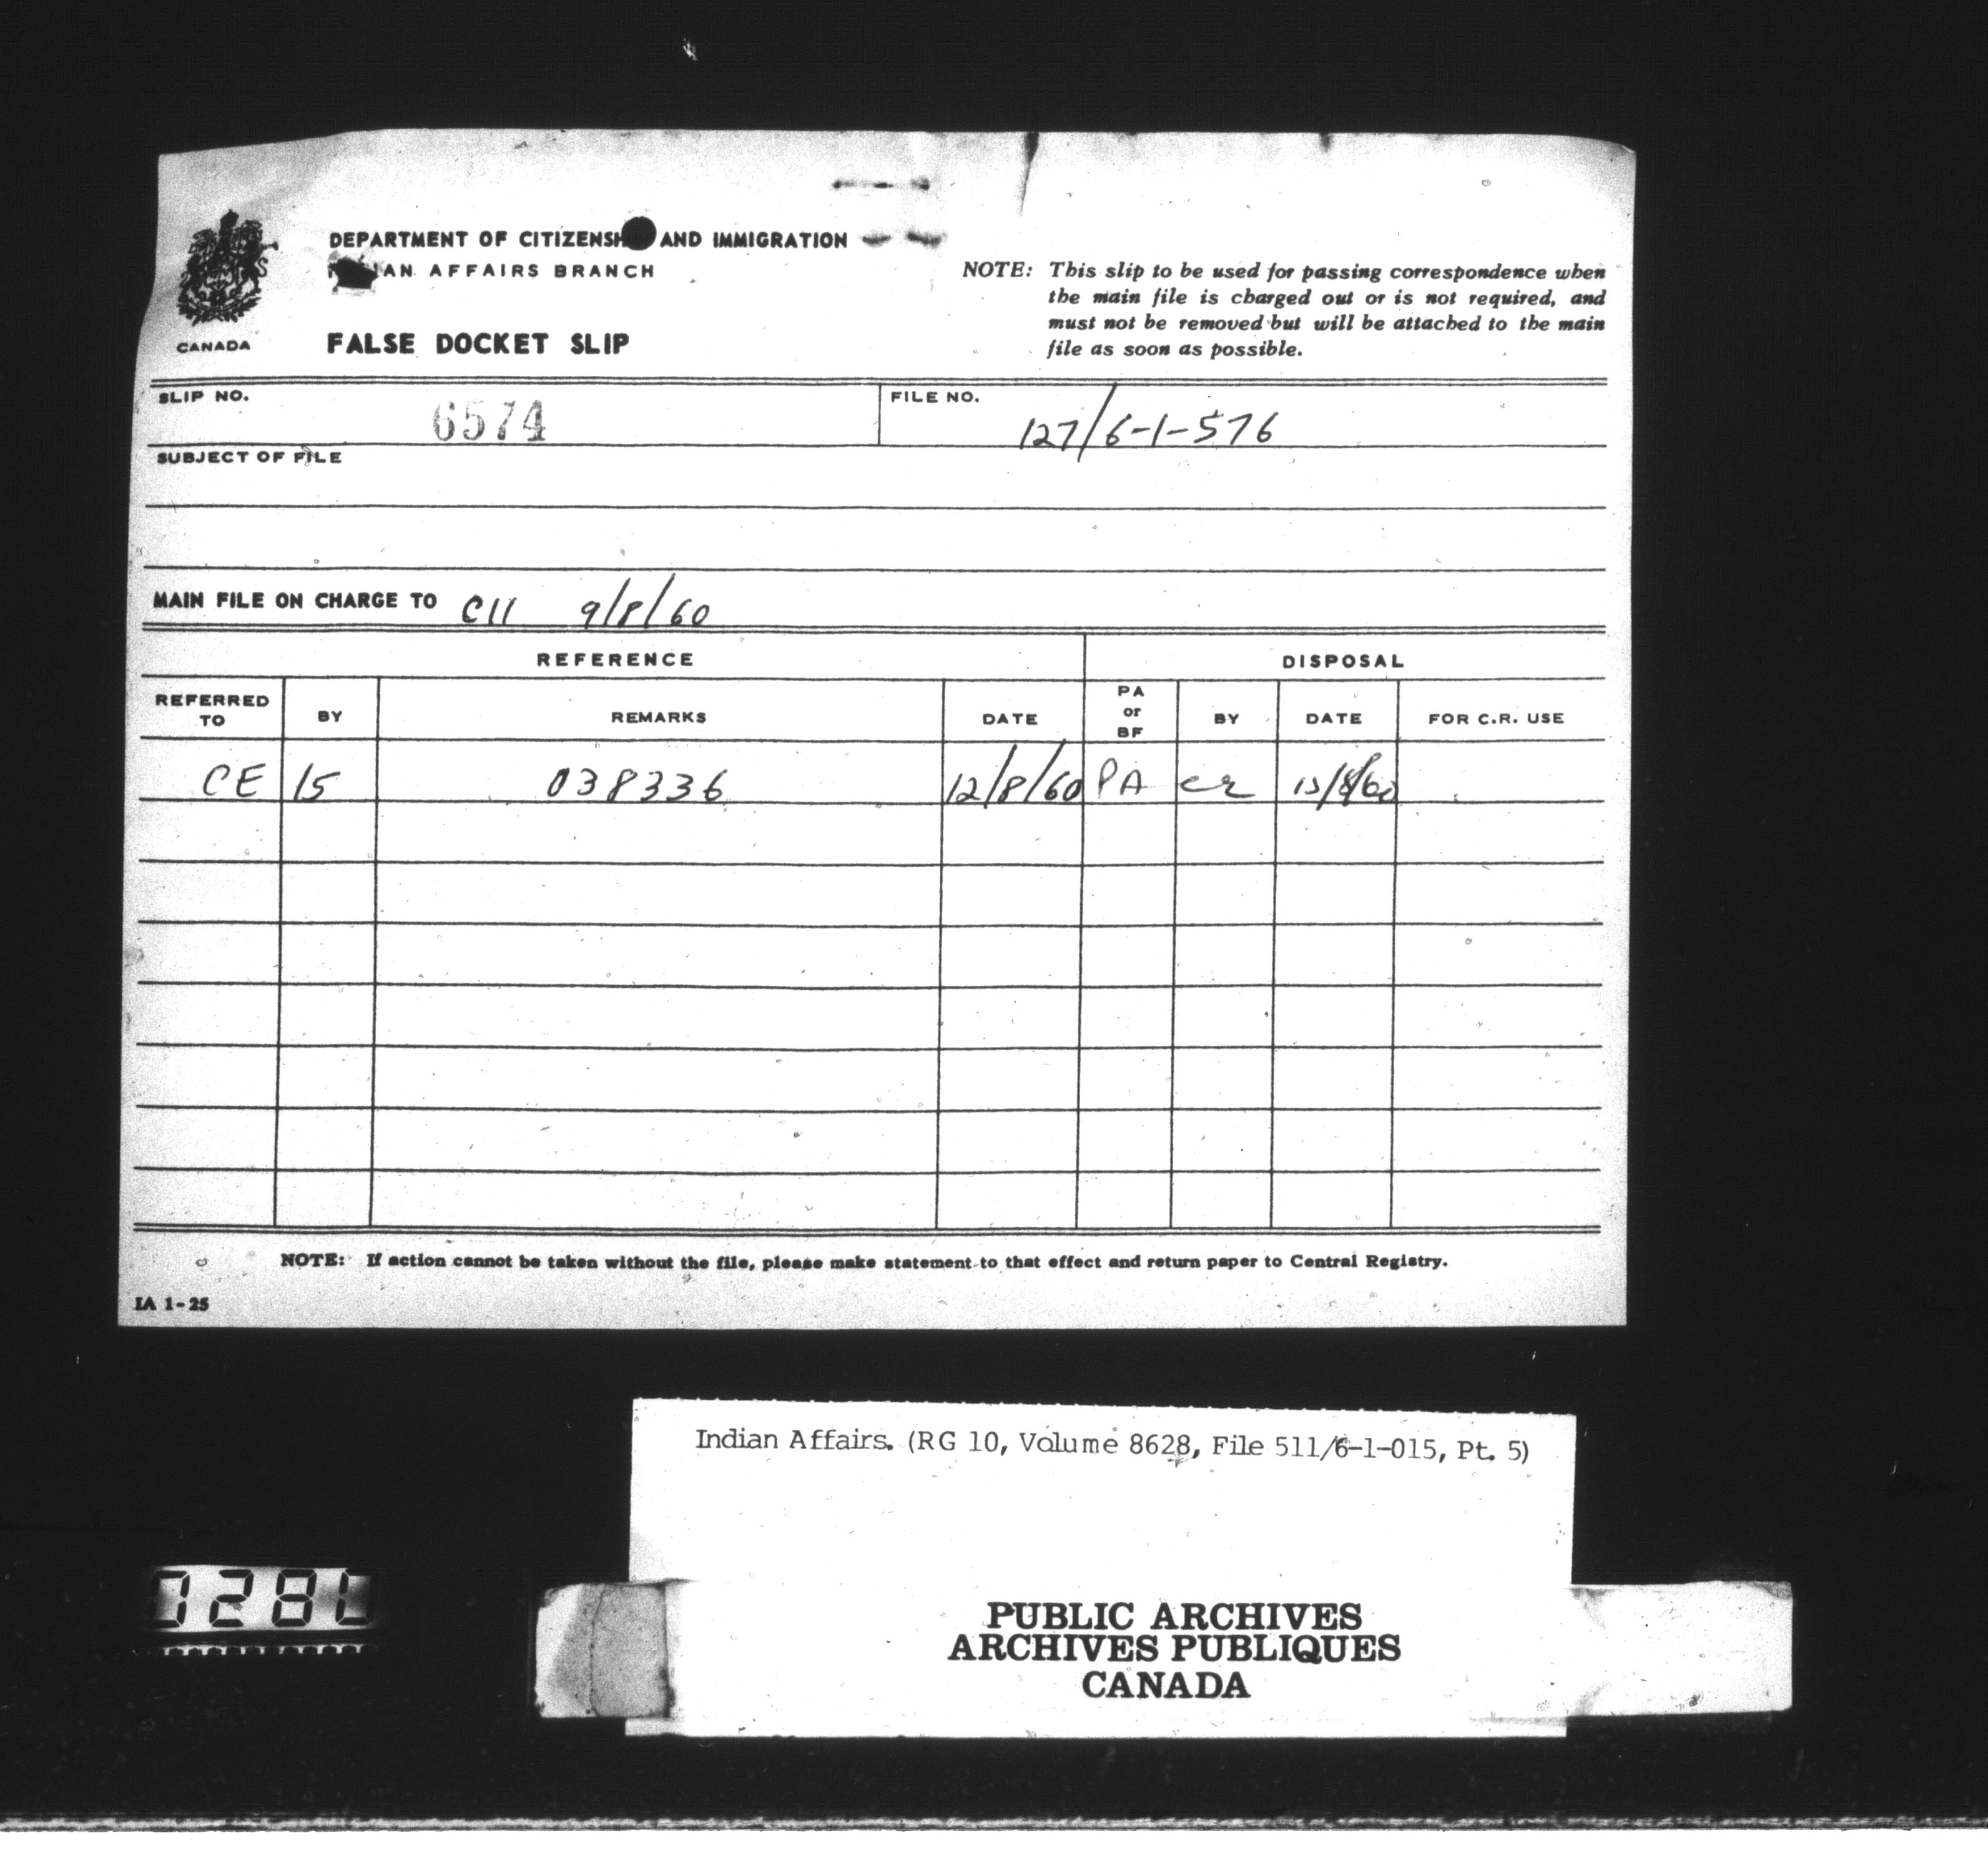 DEPARTMENT OF CITIZENSH AND IMMIGRATION
IAN AFFAIRS BRANCH
CANADA
FALSE DOCKET SLIP
NOTE: This slip to be used for passing correspondence when
the main file is charged out or is not required, and
must not be removed but will be attached to the main
file as soon as possible.
SLIP NO. 6574
FILE NO. 127/6-1-576
SUBJECT OF FILE
MAIN FILE ON CHARGE TO C11 9/8/60
REFERENCE DISPOSAL
REFERRED TO BY REMARKS DATE PA or BF BY DATE FOR C.R. USE
CE 15 038336 12/8/60 PA
NOTE: If action cannot be taken without the file, please make statement to that effect and return paper to Central Registry.
IA 1-25
Indian Affairs. (RG 10, Volume 8628, File 511/6-1-015, Pt. 5)
PUBLIC ARCHIVES
ARCHIVES PUBLIQUES
CANADA